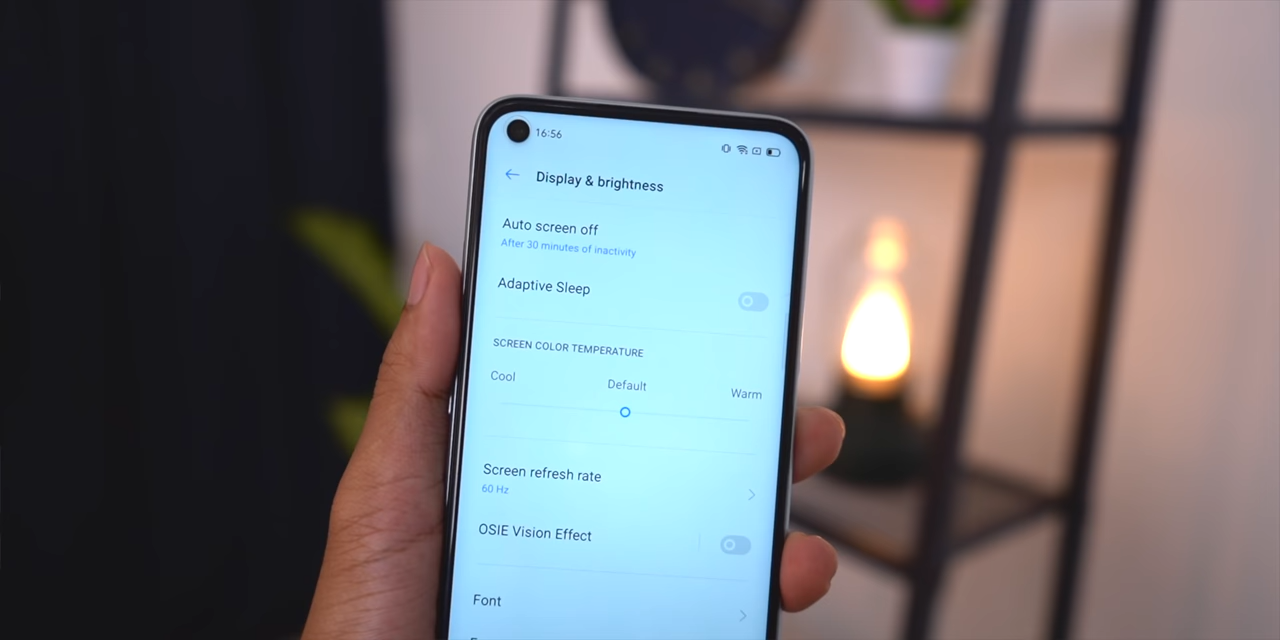 16:56
Display & brightness
Auto screen off
After 30 minutes of inactivity
Adaptive Sleep
SCREEN COLOR TEMPERATURE
Cool
Default
Warm
Screen refresh rate
60 Hz
OSIE Vision Effect
Font